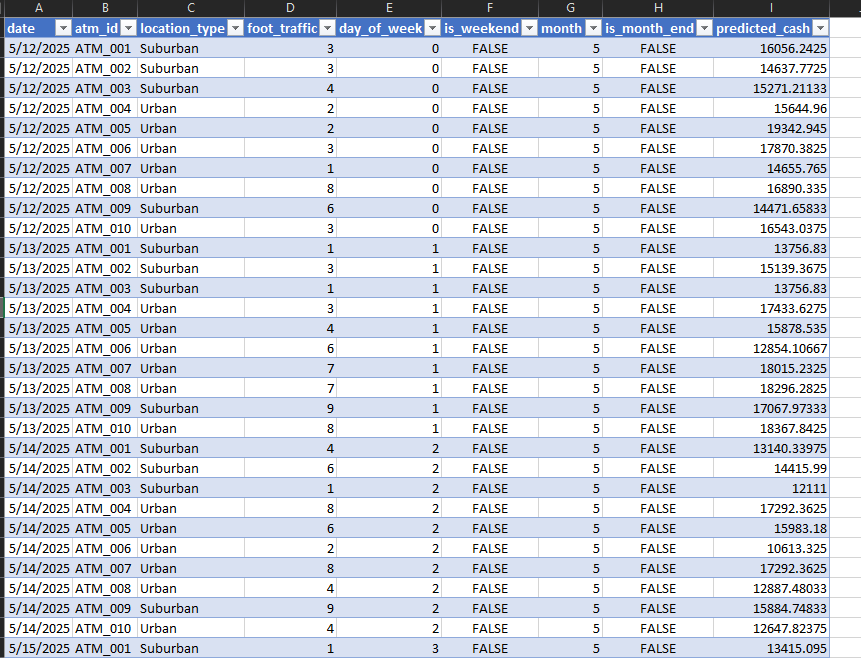 A B C D E F G H I
date atm_id location_type foot_traffic day_of_week is_weekend month is_month_end predicted_cash
5/12/2025 ATM_001 Suburban 3 0 FALSE 5 FALSE 16056.2425
5/12/2025 ATM_002 Suburban 3 0 FALSE 5 FALSE 14637.7725
5/12/2025 ATM_003 Suburban 4 0 FALSE 5 FALSE 15271.21133
5/12/2025 ATM_004 Urban 2 0 FALSE 5 FALSE 15644.96
5/12/2025 ATM_005 Urban 2 0 FALSE 5 FALSE 19342.945
5/12/2025 ATM_006 Urban 3 0 FALSE 5 FALSE 17870.3825
5/12/2025 ATM_007 Urban 1 0 FALSE 5 FALSE 14655.765
5/12/2025 ATM_008 Urban 8 0 FALSE 5 FALSE 16890.335
5/12/2025 ATM_009 Suburban 6 0 FALSE 5 FALSE 14471.65833
5/12/2025 ATM_010 Urban 3 0 FALSE 5 FALSE 16543.0375
5/13/2025 ATM_001 Suburban 1 1 FALSE 5 FALSE 13756.83
5/13/2025 ATM_002 Suburban 3 1 FALSE 5 FALSE 15139.3675
5/13/2025 ATM_003 Suburban 1 1 FALSE 5 FALSE 13756.83
5/13/2025 ATM_004 Urban 3 1 FALSE 5 FALSE 17433.6275
5/13/2025 ATM_005 Urban 4 1 FALSE 5 FALSE 15878.535
5/13/2025 ATM_006 Urban 6 1 FALSE 5 FALSE 12854.10667
5/13/2025 ATM_007 Urban 7 1 FALSE 5 FALSE 18015.2325
5/13/2025 ATM_008 Urban 7 1 FALSE 5 FALSE 18296.2825
5/13/2025 ATM_009 Suburban 9 1 FALSE 5 FALSE 17067.97333
5/13/2025 ATM_010 Urban 8 1 FALSE 5 FALSE 18367.8425
5/14/2025 ATM_001 Suburban 4 2 FALSE 5 FALSE 13140.33975
5/14/2025 ATM_002 Suburban 6 2 FALSE 5 FALSE 14415.99
5/14/2025 ATM_003 Suburban 1 2 FALSE 5 FALSE 12111
5/14/2025 ATM_004 Urban 8 2 FALSE 5 FALSE 17292.3625
5/14/2025 ATM_005 Urban 6 2 FALSE 5 FALSE 15983.18
5/14/2025 ATM_006 Urban 2 2 FALSE 5 FALSE 10613.325
5/14/2025 ATM_007 Urban 8 2 FALSE 5 FALSE 17292.3625
5/14/2025 ATM_008 Urban 4 2 FALSE 5 FALSE 12887.48033
5/14/2025 ATM_009 Suburban 9 2 FALSE 5 FALSE 15884.74833
5/14/2025 ATM_010 Urban 4 2 FALSE 5 FALSE 12647.82375
5/15/2025 ATM_001 Suburban 1 3 FALSE 5 FALSE 13415.095